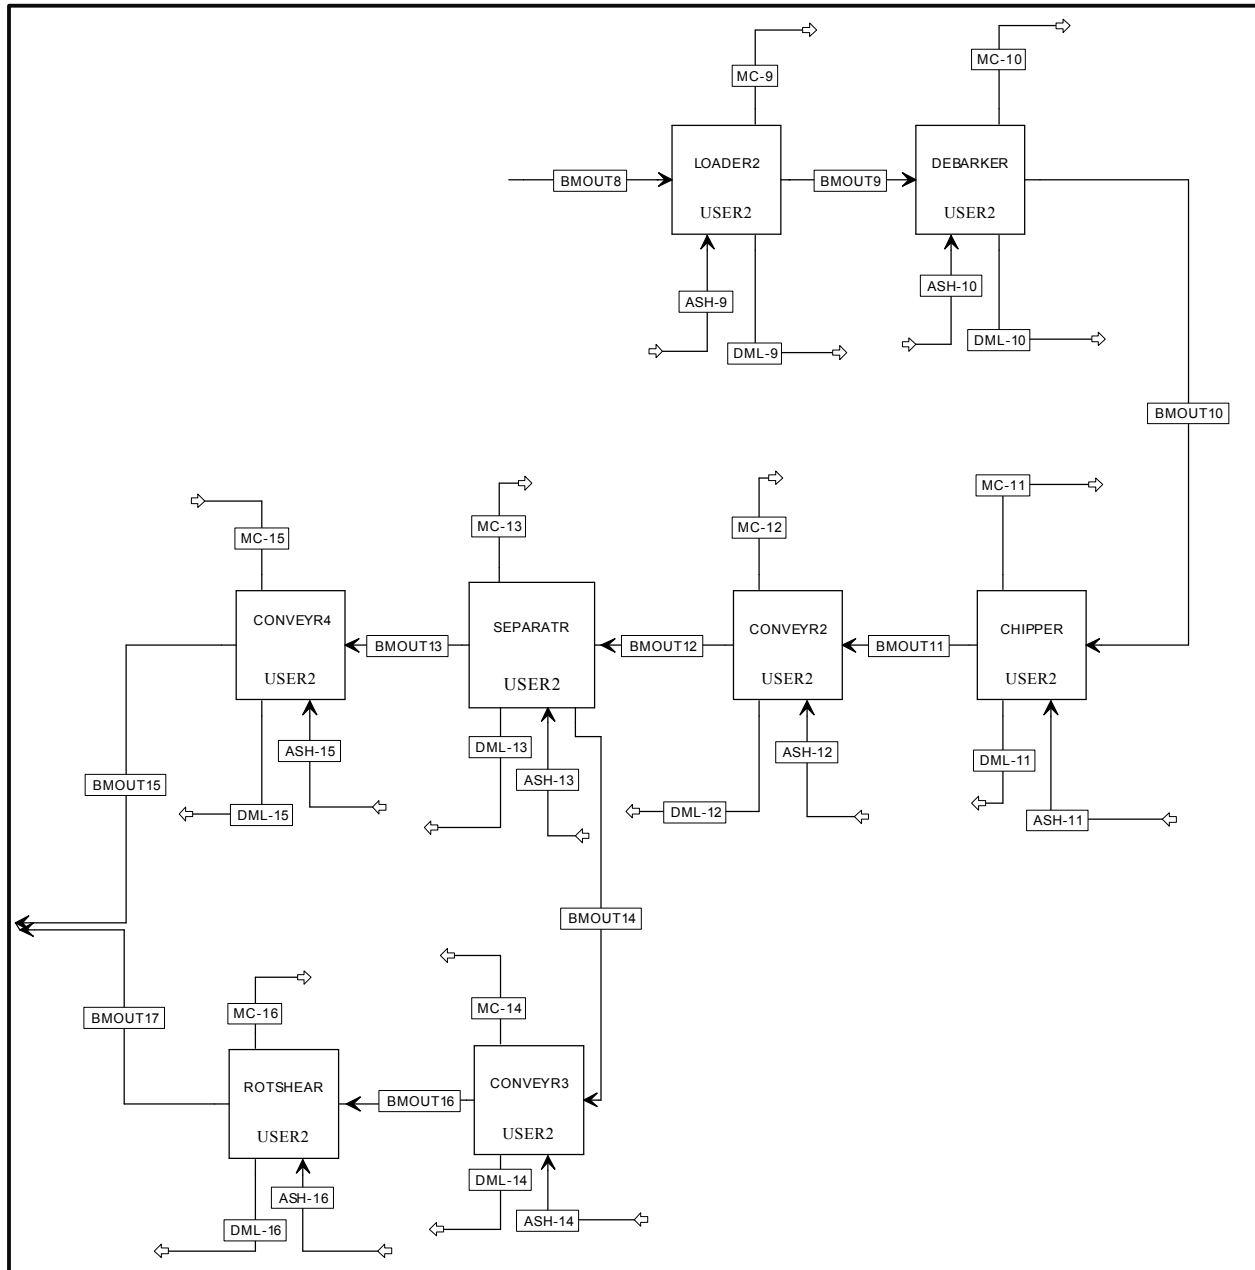 MC-9
MC-10
LOADER2
DEBARKER
BMOUT8
BMOUT9
USER2
USER2
ASH-9
ASH-10
DML-9
DML-10
BMOUT10
MC-15
MC-13
MC-12
MC-11
CONVEYR4
SEPARATR
CONVEYR2
CHIPPER
BMOUT13
BMOUT12
BMOUT11
USER2
USER2
USER2
USER2
ASH-15
DML-13
ASH-12
DML-11
BMOUT15
ASH-13
DML-15
DML-12
ASH-11
BMOUT14
MC-16
MC-14
BMOUT17
ROTSHEAR
CONVEYR3
BMOUT16
USER2
USER2
ASH-16
DML-14
DML-16
ASH-14